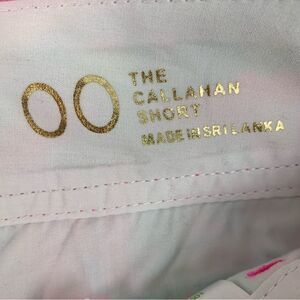 00
THE
CALLAHAN
SHORT
MADE IN SRI LANKA